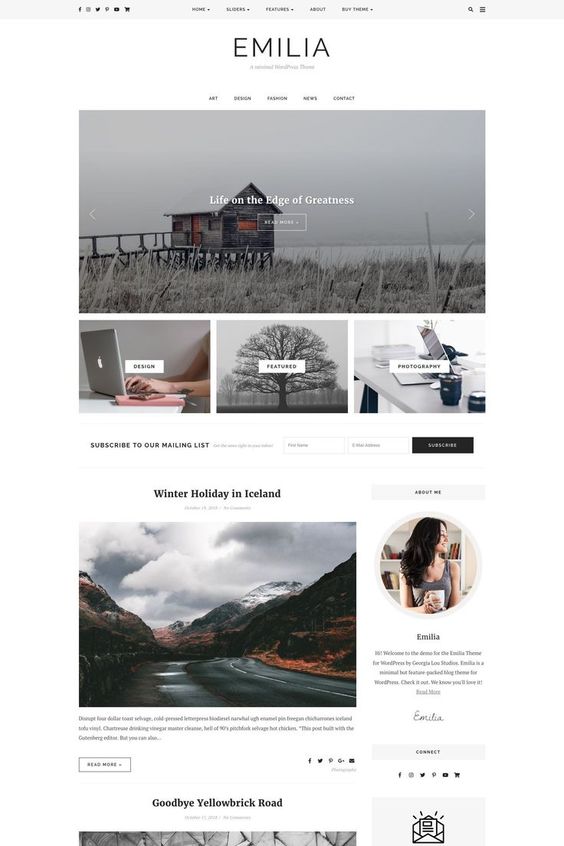 HOME SLIDERS FEATURES ABOUT BUY THEME
EMILIA
A minimal WordPress Theme
ART DESIGN FASHION NEWS CONTACT
Life on the Edge of Greatness
READ MORE »
DESIGN
FEATURED
PHOTOGRAPHY
SUBSCRIBE TO OUR MAILING LIST Get the news right in your inbox! First Name E-Mail Address SUBSCRIBE
Winter Holiday in Iceland
October 19, 2018 / No Comments
Disrupt four dollar toast selvage, cold-pressed letterpress biodiesel narwhal ugh enamel pin freegan chicharrones iceland
tofu vinyl. Chartreuse drinking vinegar master cleanse, hell of 90's pitchfork selvage hot chicken. "This post built with the
Gutenberg editor. But you can also...
READ MORE »
Photography
Goodbye Yellowbrick Road
October 17, 2018 / No Comments
ABOUT ME
Emilia
Hi! Welcome to the demo for the Emilia Theme
for WordPress by Georgia Lou Studios. Emilia is a
minimal but feature-packed blog theme for
WordPress. Check it out. We know you'll love it!
Read More
Emilia
CONNECT